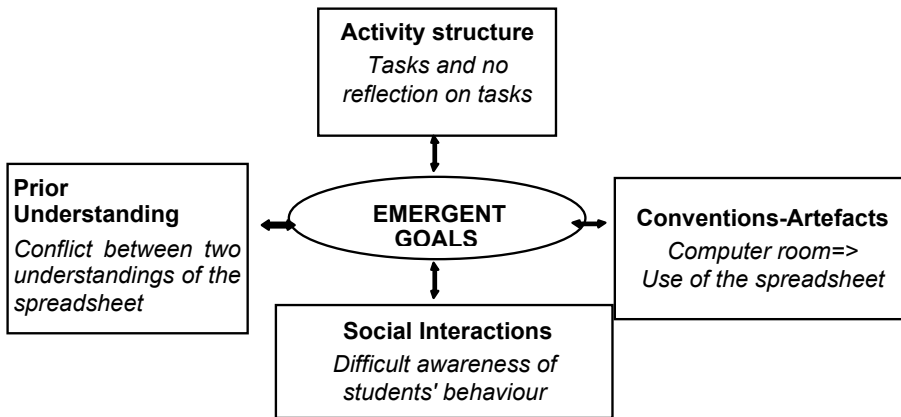 Activity structure
Tasks and no
reflection on tasks
Prior
Understanding
Conflict between two
understandings of the
spreadsheet
EMERGENT
GOALS
Conventions-Artefacts
Computer room=>
Use of the spreadsheet
Social Interactions
Difficult awareness of
students' behaviour